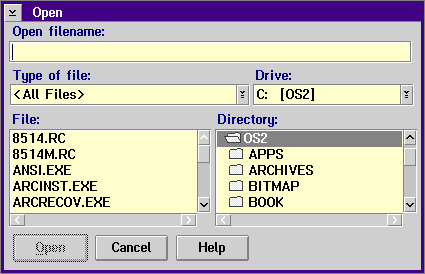 Open
Open filename:
Type of file:
Drive:
<All Files>
C: [OS2]
File:
Directory:
8514.RC
OS2
8514M.RC
APPS
ANSI.EXE
ARCHIVES
ARCINST.EXE
BITMAP
ARCRECOV.EXE
BOOK
Open
Cancel
Help